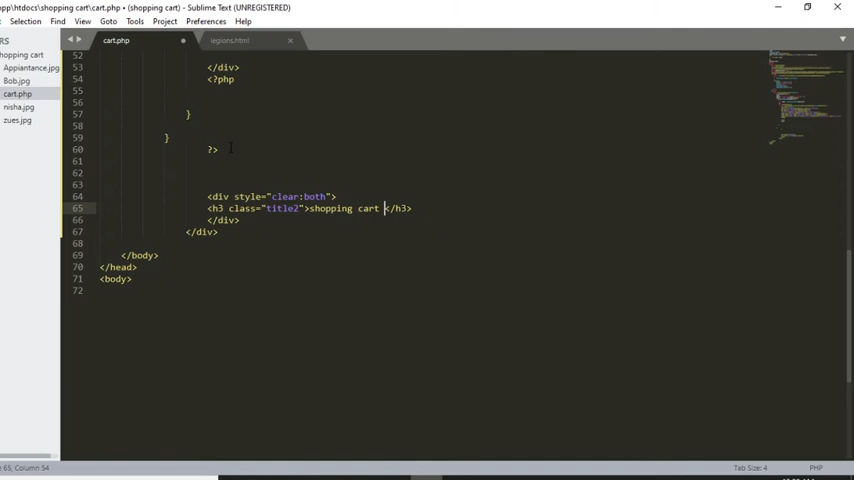 pp\htdocs\shopping cart\cart.php • (shopping cart) - Sublime Text (UNREGISTERED)
Selection Find View Goto Tools Project Preferences Help
RS
cart.php
legions.html
hopping cart
Appiantance.jpg
Bob.jpg
cart.php
nisha.jpg
zues.jpg
52
53 </div>
54 <?php
55
56
57 }
58
59 }
60 ?>
61
62
63
64 <div style="clear:both">
65 <h3 class="title2">shopping cart </h3>
66 </div>
67 </div>
68
69 </body>
70 </head>
71 <body>
72
65, Column 54
Tab Size: 4
PHP